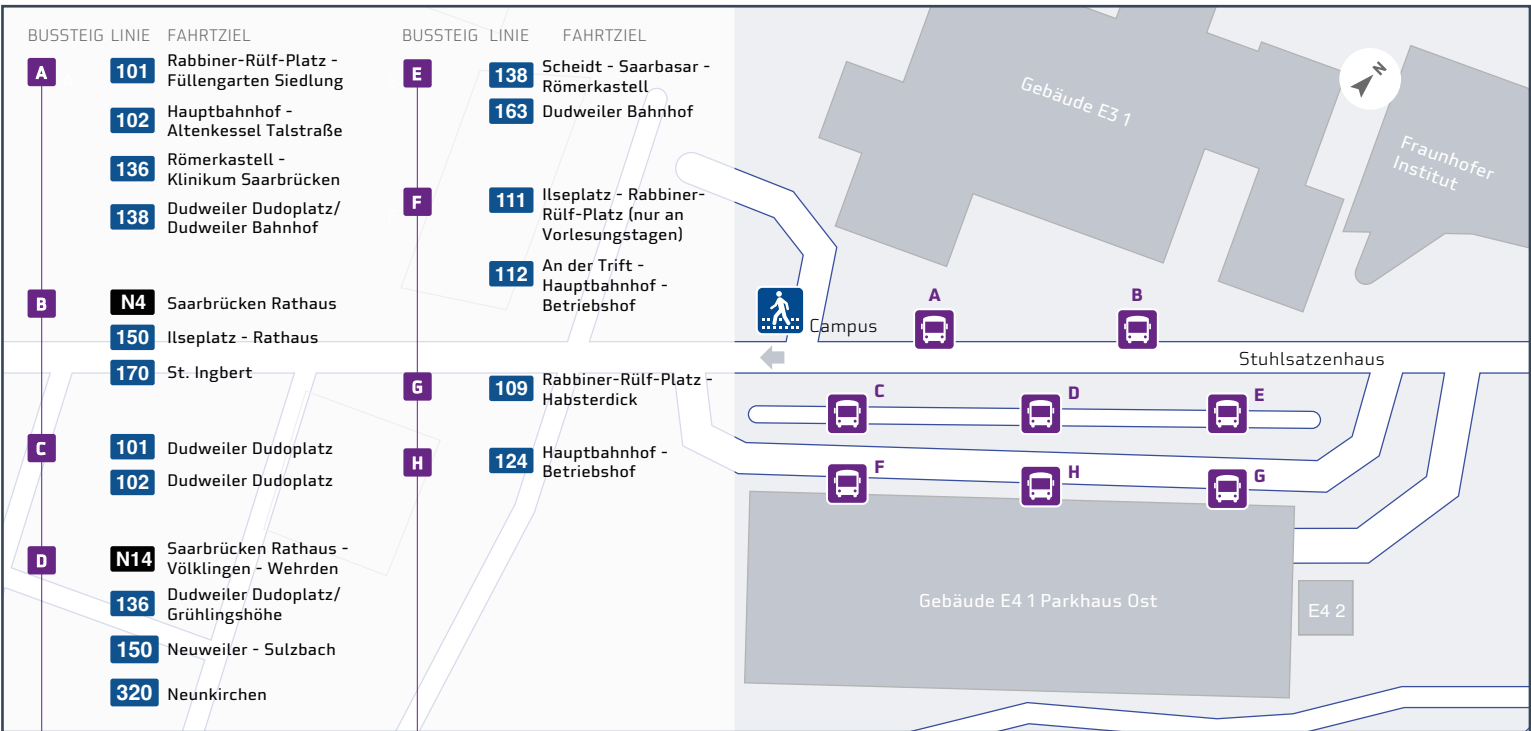 BUSSTEIG LINIE FAHRTZIEL
A
101 Rabbiner-Rülf-Platz -
Füllengarten Siedlung
102 Hauptbahnhof -
Altenkessel Talstraße
136 Römerkastell -
Klinikum Saarbrücken
138 Dudweiler Dudoplatz/
Dudweiler Bahnhof
B
N4 Saarbrücken Rathaus
150 Ilseplatz - Rathaus
170 St. Ingbert
C
101 Dudweiler Dudoplatz
102 Dudweiler Dudoplatz
D
N14 Saarbrücken Rathaus -
Völklingen - Wehrden
136 Dudweiler Dudoplatz/
Grühlingshöhe
150 Neuweiler - Sulzbach
320 Neunkirchen
BUSSTEIG LINIE FAHRTZIEL
E
138 Scheidt - Saarbasar -
Römerkastell
163 Dudweiler Bahnhof
F
111 Ilseplatz - Rabbiner-
Rülf-Platz (nur an
Vorlesungstagen)
112 An der Trift -
Hauptbahnhof -
Betriebshof
G
109 Rabbiner-Rülf-Platz -
Habsterdick
H
124 Hauptbahnhof -
Betriebshof
Gebäude E3 1
N
Fraunhofer
Institut
A
B
Campus
Stuhlsatzenhaus
C
D
E
F
H
G
Gebäude E4 1 Parkhaus Ost
E4 2